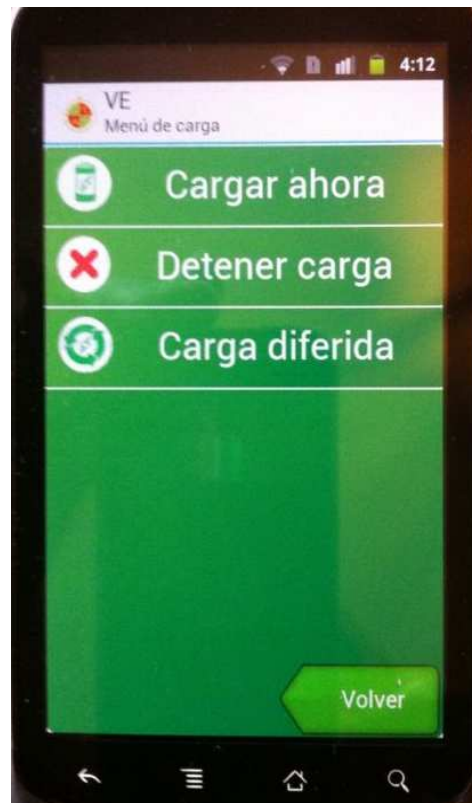 4:12
VE
Menú de carga
Cargar ahora
Detener carga
Carga diferida
Volver